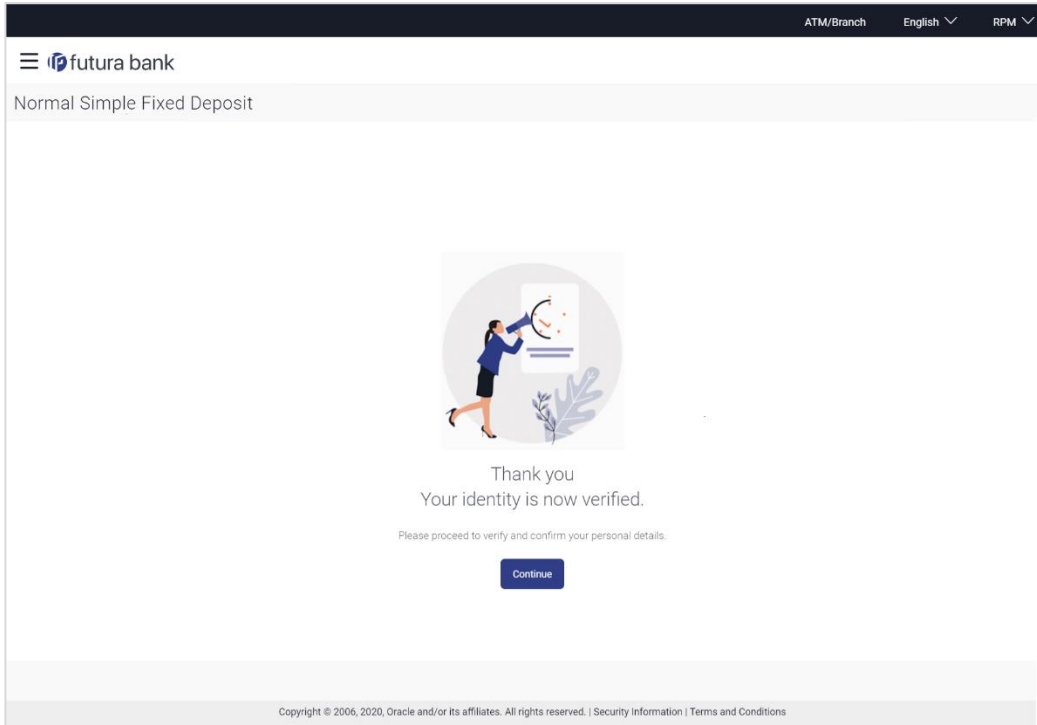 ATM/Branch English RPM
futura bank
Normal Simple Fixed Deposit
Thank you
Your identity is now verified.
Please proceed to verify and confirm your personal details.
Continue
Copyright © 2006, 2020, Oracle and/or its affiliates. All rights reserved. | Security Information | Terms and Conditions